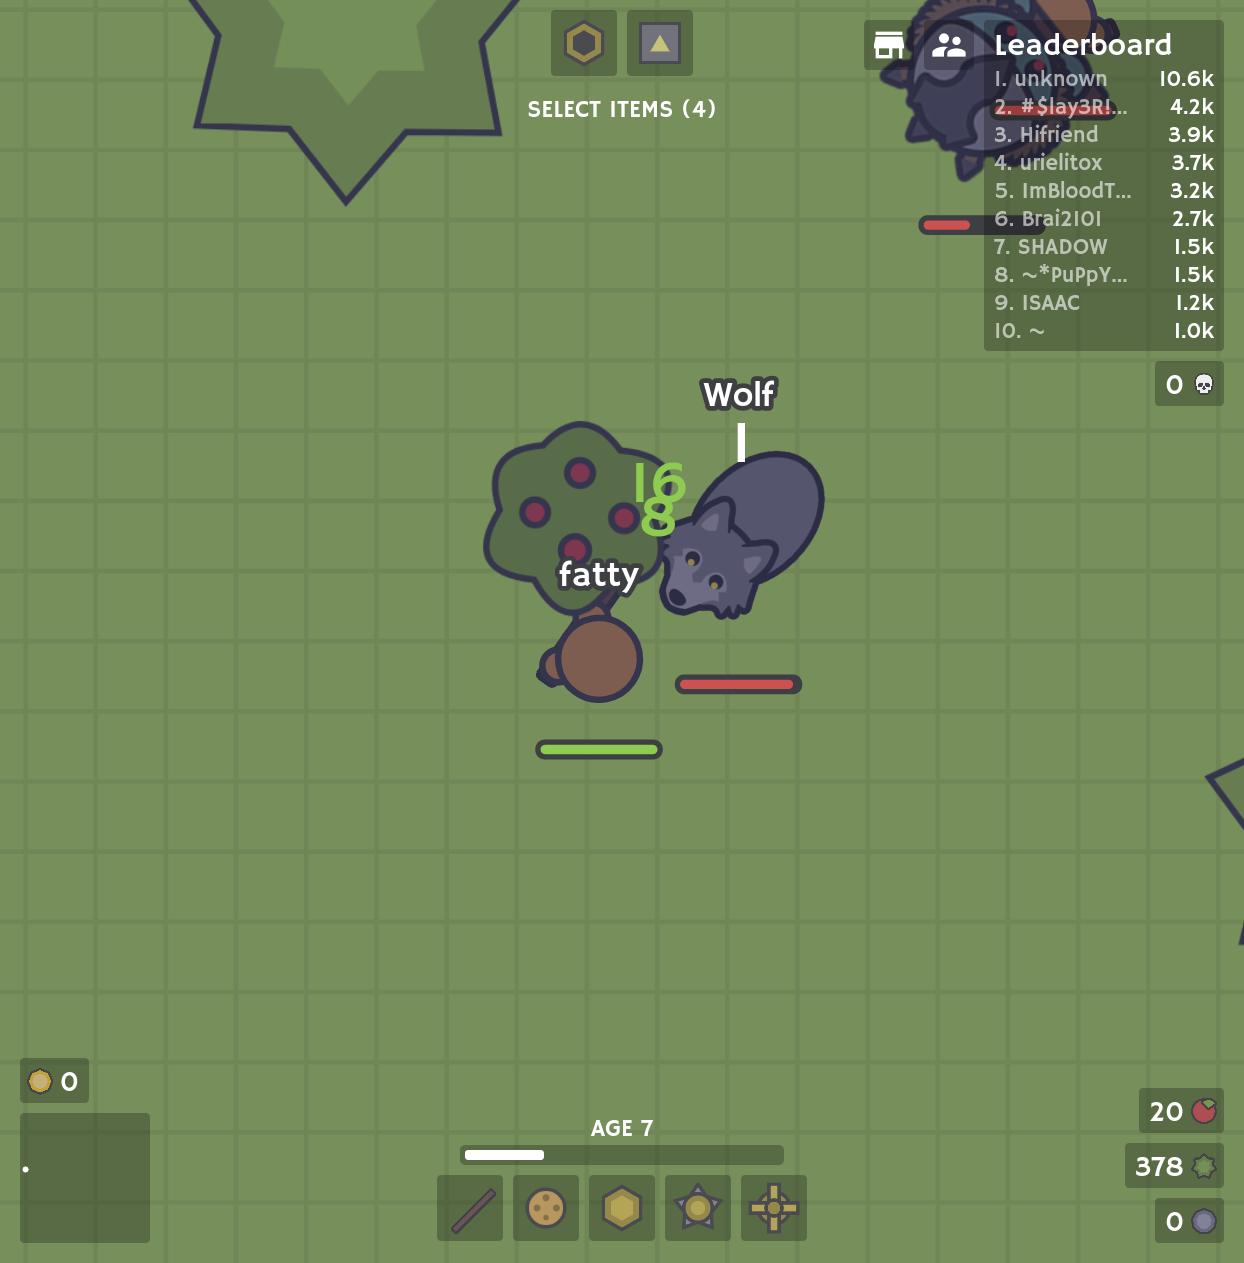 SELECT ITEMS (4)
Leaderboard
1. unknown 10.6k
2. #$lay3R!... 4.2k
3. Hifriend 3.9k
4. urielitox 3.7k
5. ImBloodT... 3.2k
6. Brai2101 2.7k
7. SHADOW 1.5k
8. ~*PuPpY... 1.5k
9. ISAAC 1.2k
10. ~ 1.0k
0
Wolf
16
8
fatty
0
AGE 7
20
378
0